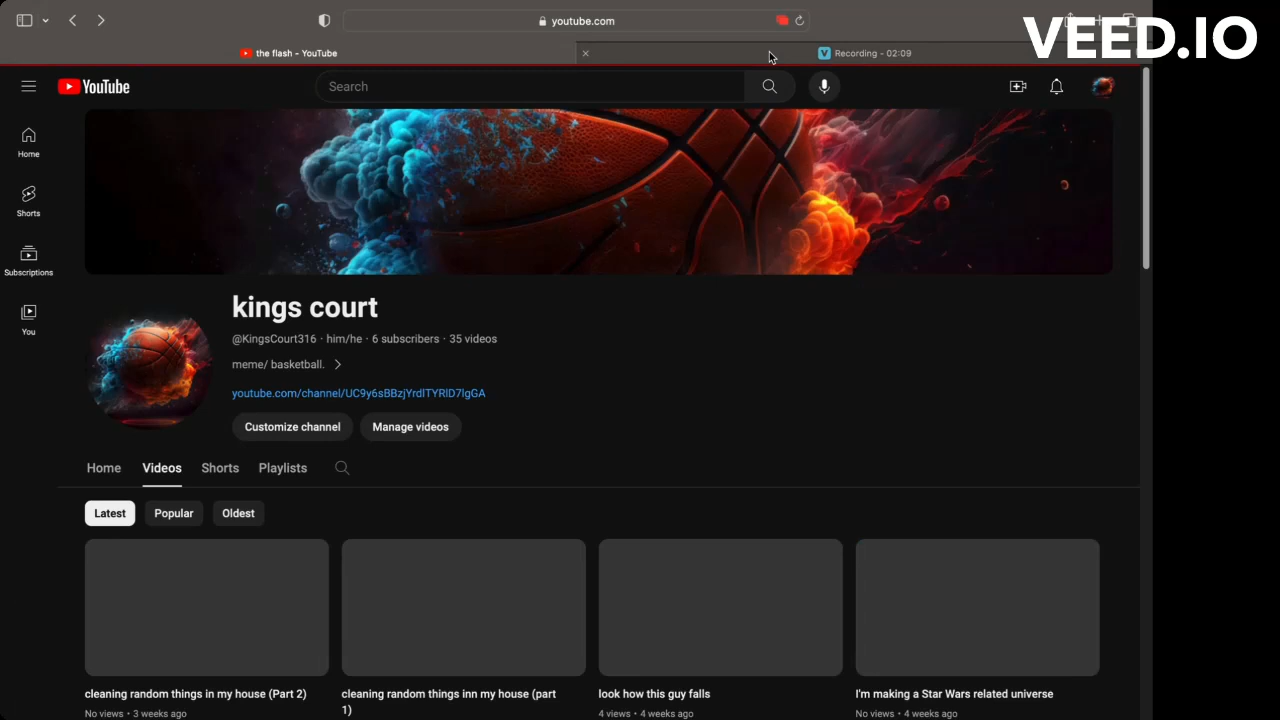 youtube.com
VEED.IO
the flash - YouTube
Recording - 02:09
YouTube
Search
Home
Shorts
Subscriptions
You
kings court
@KingsCourt316 · him/he · 6 subscribers · 35 videos
meme/ basketball.
youtube.com/channel/UC9y6sBBzjYrdlTYRlD7lgGA
Customize channel
Manage videos
Home
Videos
Shorts
Playlists
Latest
Popular
Oldest
cleaning random things in my house (Part 2)
No views • 3 weeks ago
cleaning random things inn my house (part
1)
look how this guy falls
4 views • 4 weeks ago
I'm making a Star Wars related universe
No views • 4 weeks ago